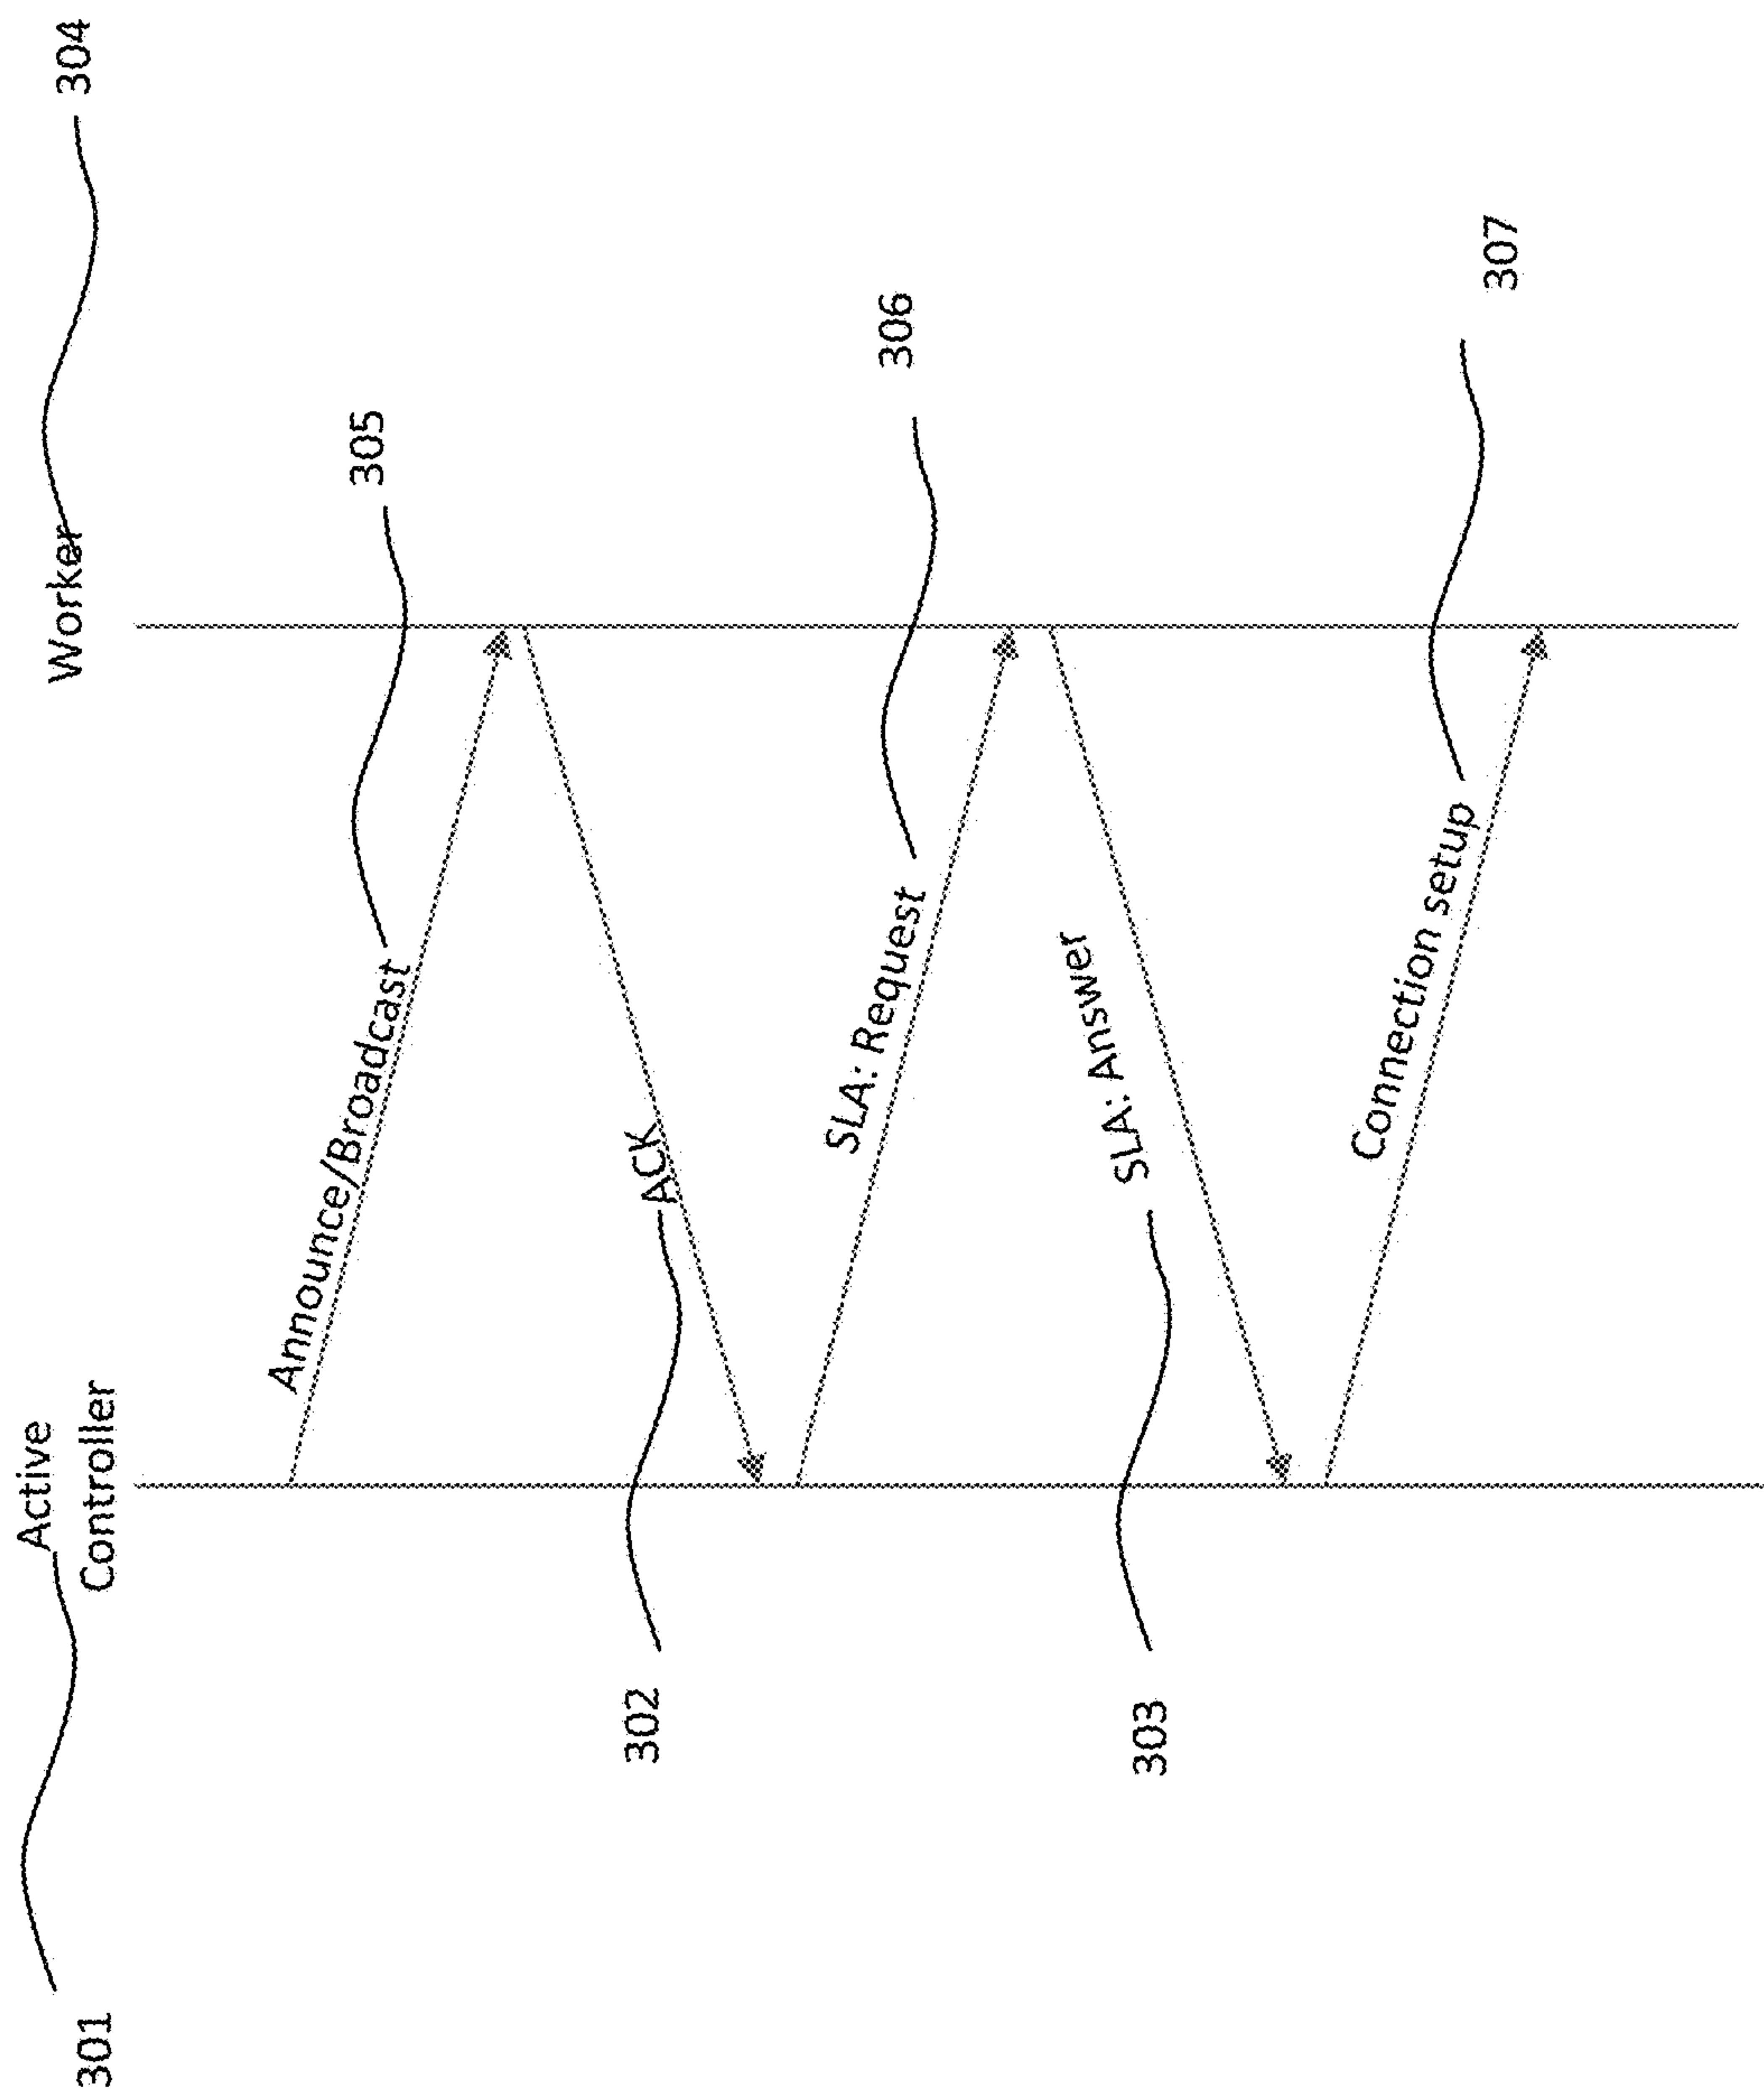 301
Active
Controller
Worker
304
Announce/Broadcast
305
302
ACK
SLA: Request
306
303
SLA: Answer
Connection setup
307